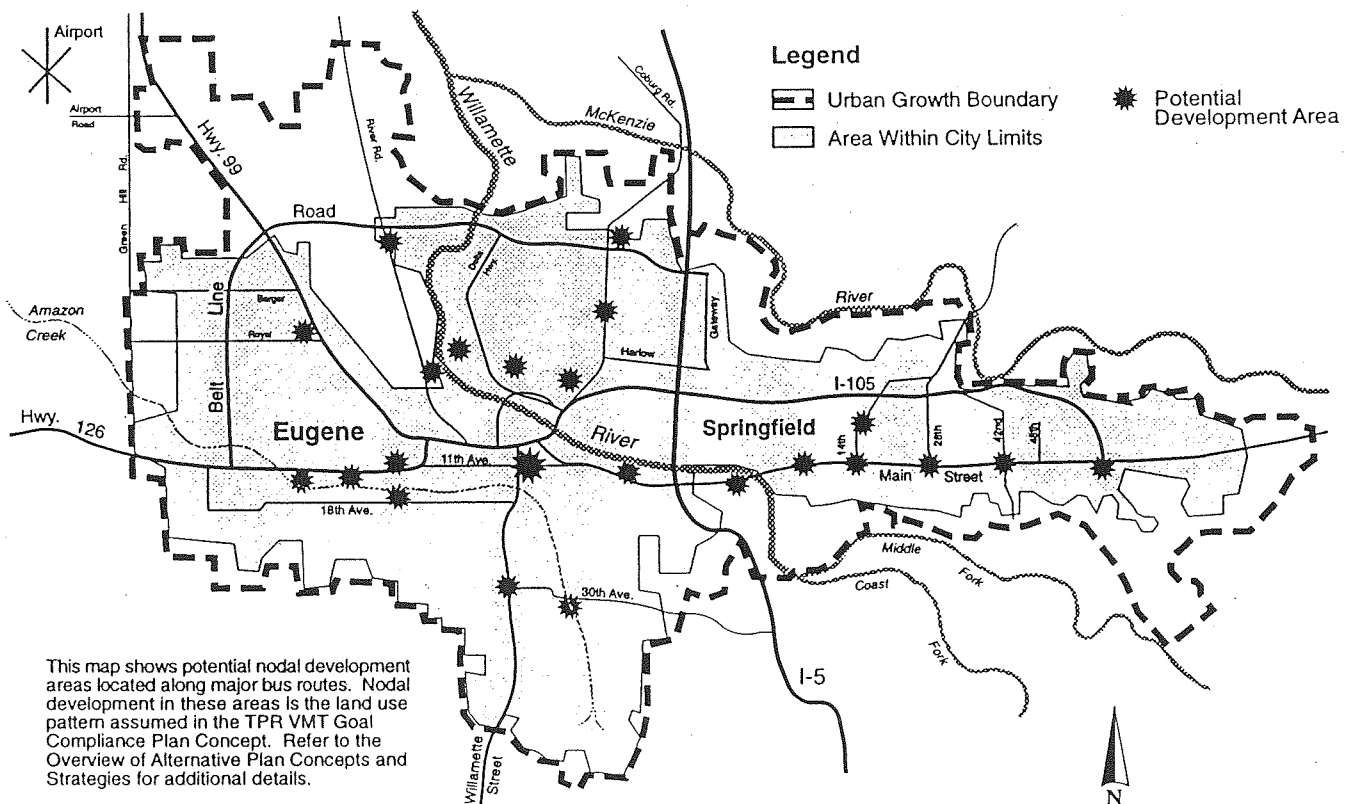 Airport
Airport
Road
Green Hill Rd.
Hwy. 99
River Rd.
Willamette
McKenzie
Coburg Rd.
Legend
Urban Growth Boundary
Area Within City Limits
Potential
Development Area
Road
Delta
Hwy.
Belt Line
Barger
Royal
Amazon
Creek
Gateway
Harlow
River
I-105
Hwy. 126
Eugene
River
Springfield
14th
28th
42nd
48th
11th Ave.
Main Street
18th Ave.
30th Ave.
Middle
Fork
Coast
Fork
I-5
This map shows potential nodal development
areas located along major bus routes. Nodal
development in these areas is the land use
pattern assumed in the TPR VMT Goal
Compliance Plan Concept. Refer to the
Overview of Alternative Plan Concepts and
Strategies for additional details.
Willamette
Street
N